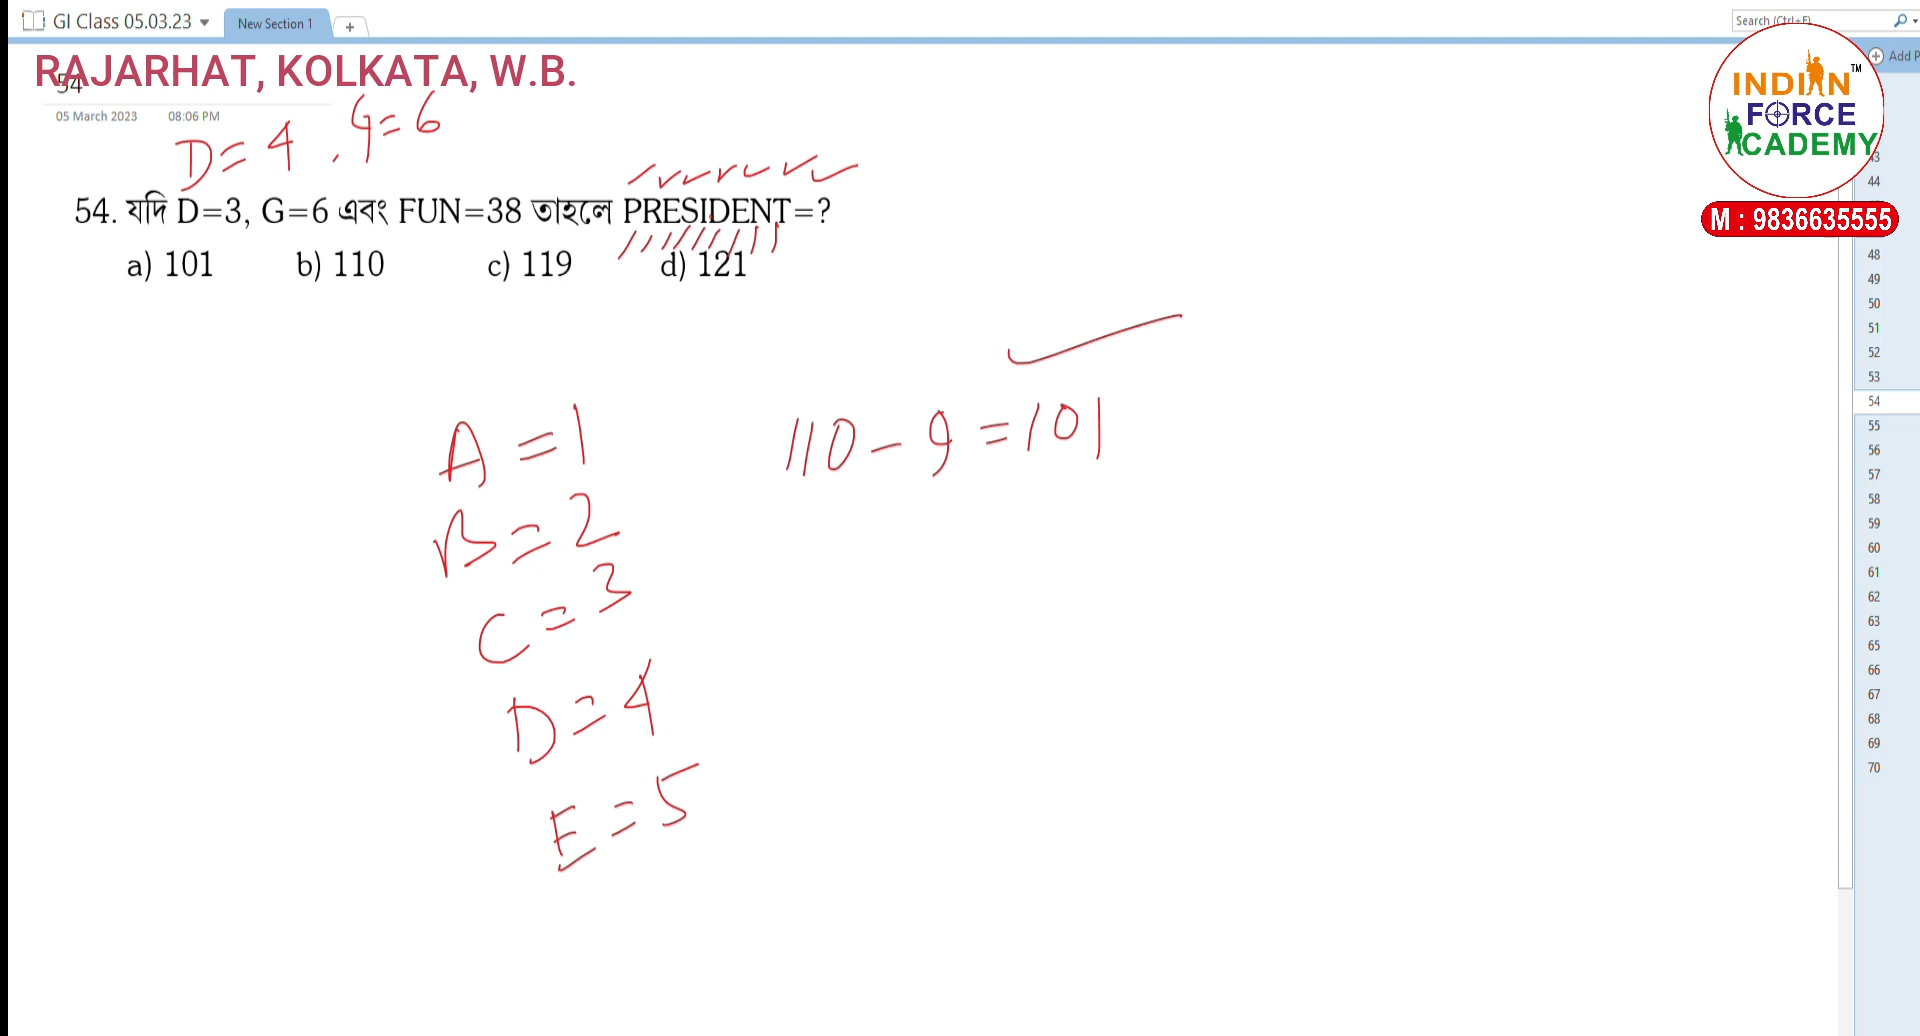 GI Class 05.03.23
New Section 1
+
Search (Ctrl+F)
RAJARHAT, KOLKATA, W.B.
54
05 March 2023 08:06 PM
Add P
INDIAN TM
FORCE
ACADEMY
M : 9836635555
D=4, G=6
54. যদি D=3, G=6 এবং FUN=38 তাহলে PRESIDENT=?
a) 101 b) 110 c) 119 d) 121
A=1
B=2
C=3
D=4
E=5
110-9=101
43
44
48
49
50
51
52
53
54
55
56
57
58
59
60
61
62
63
65
66
67
68
69
70